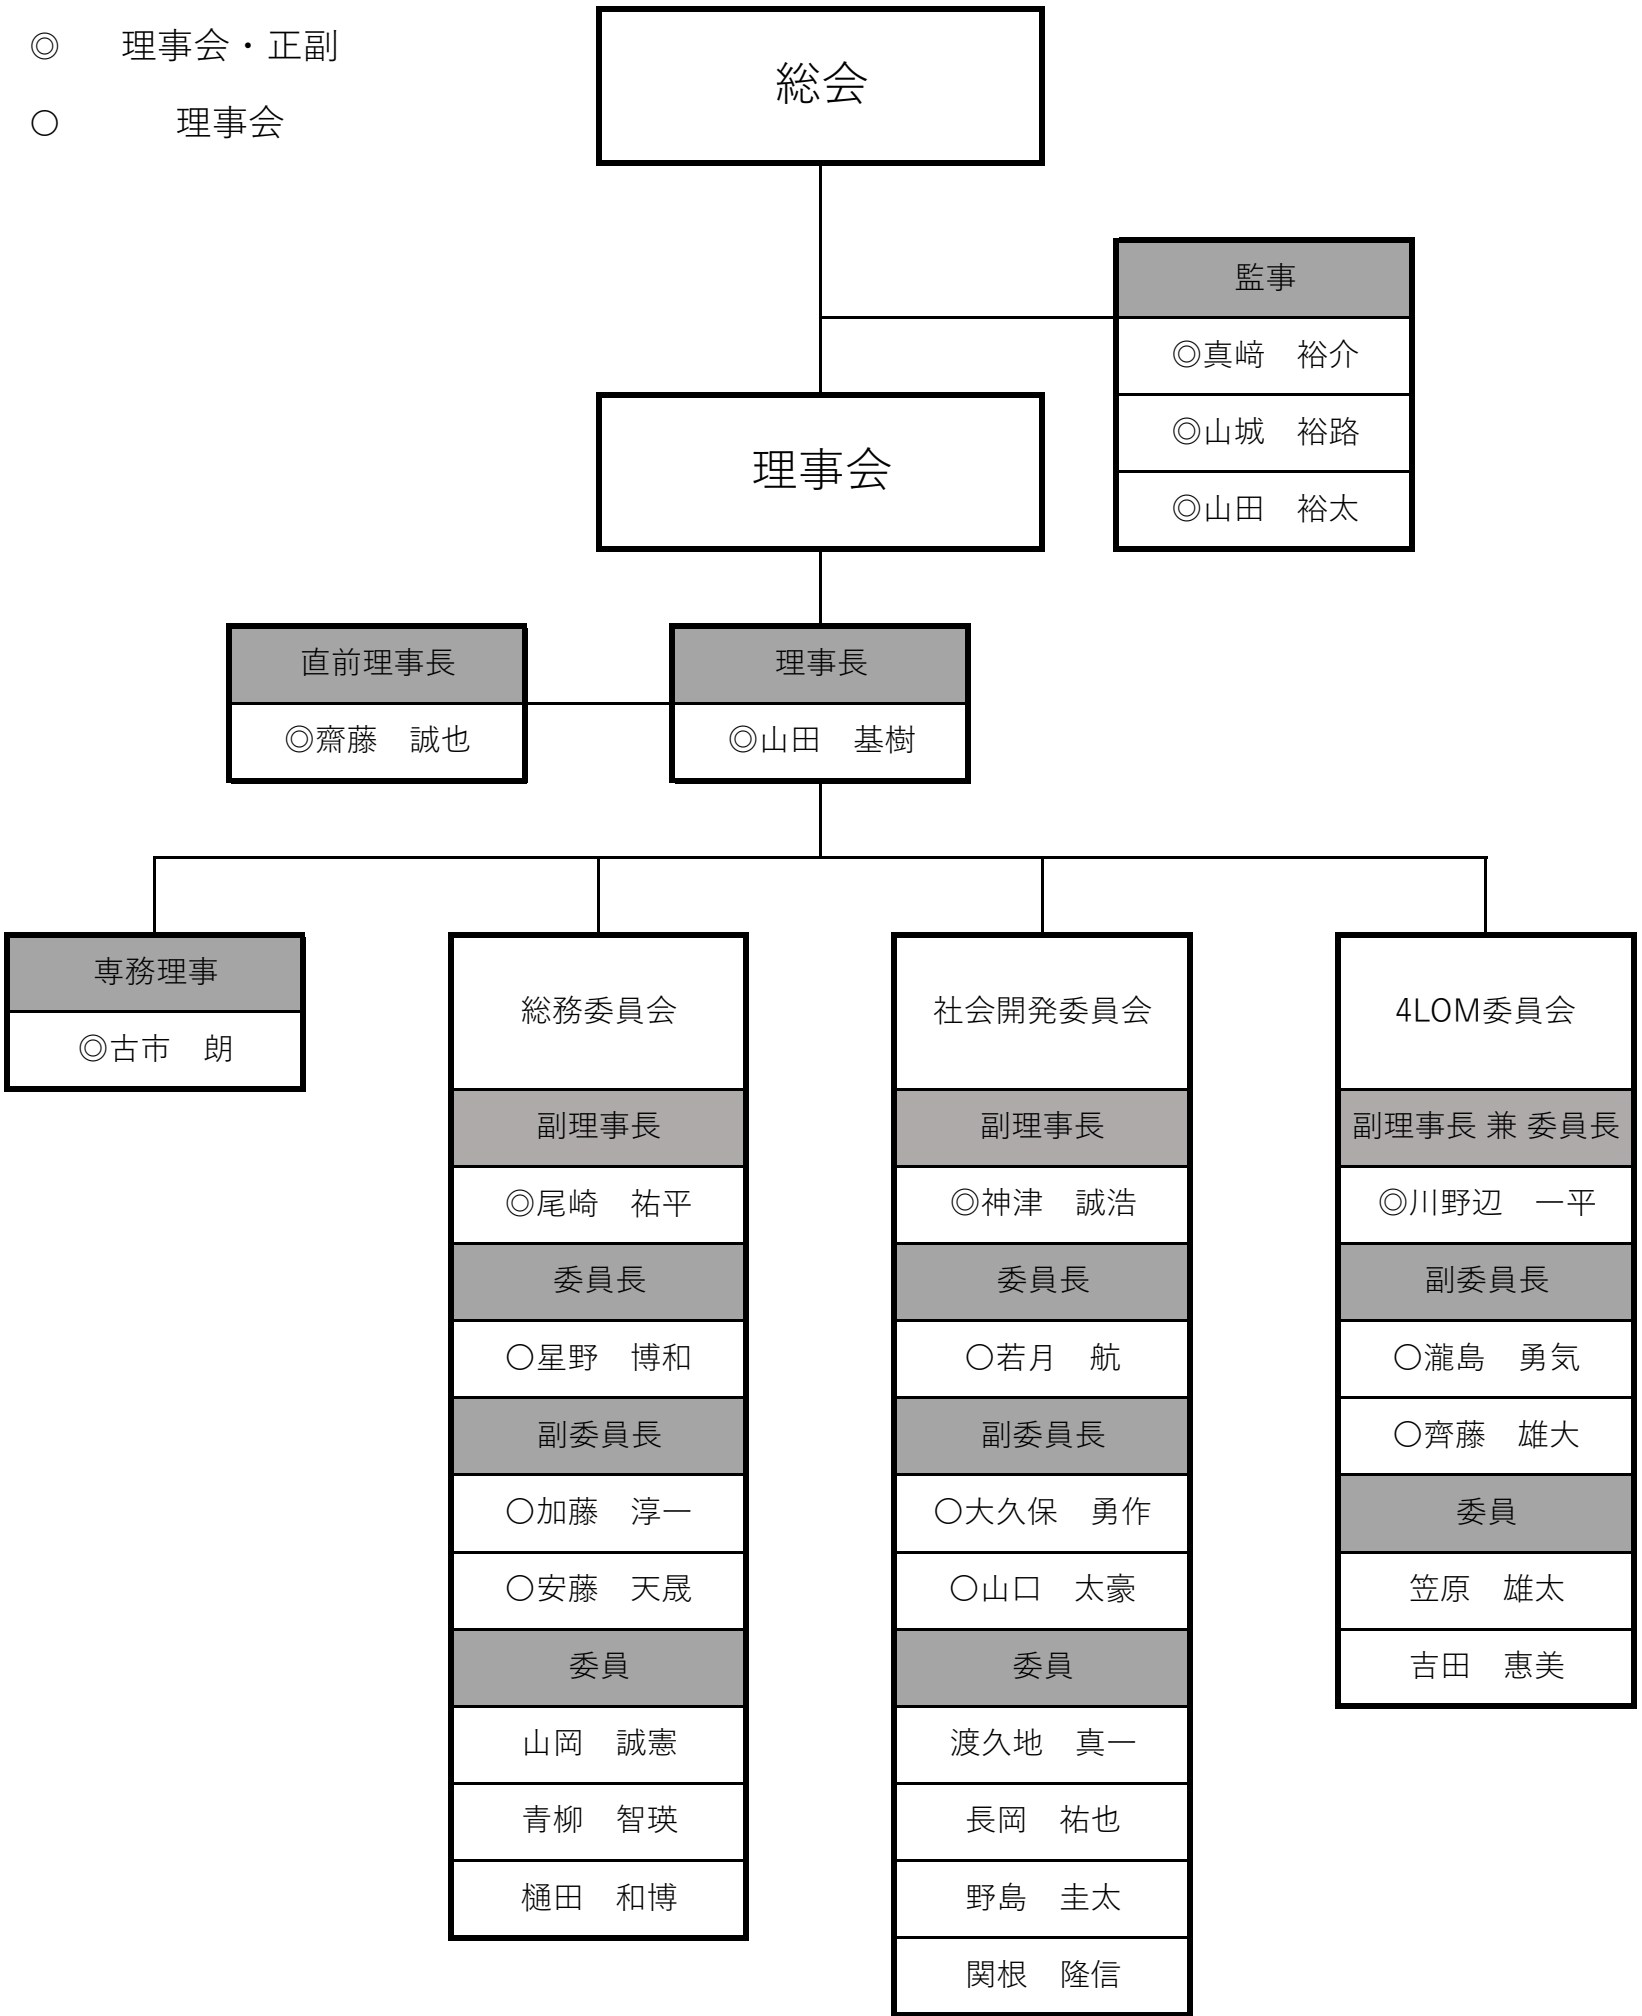 ◎　理事会・正副
〇　理事会
総会
監事
◎真﨑　裕介
◎山城　裕路
◎山田　裕太
理事会
直前理事長
◎齋藤　誠也
理事長
◎山田　基樹
専務理事
◎古市　朗
総務委員会
副理事長
◎尾崎　祐平
委員長
〇星野　博和
副委員長
〇加藤　淳一
〇安藤　天晟
委員
山岡　誠憲
青柳　智瑛
樋田　和博
社会開発委員会
副理事長
◎神津　誠浩
委員長
〇若月　航
副委員長
〇大久保　勇作
〇山口　太豪
委員
渡久地　真一
長岡　祐也
野島　圭太
関根　隆信
4LOM委員会
副理事長 兼 委員長
◎川野辺　一平
副委員長
〇瀧島　勇気
〇齊藤　雄大
委員
笠原　雄太
吉田　惠美